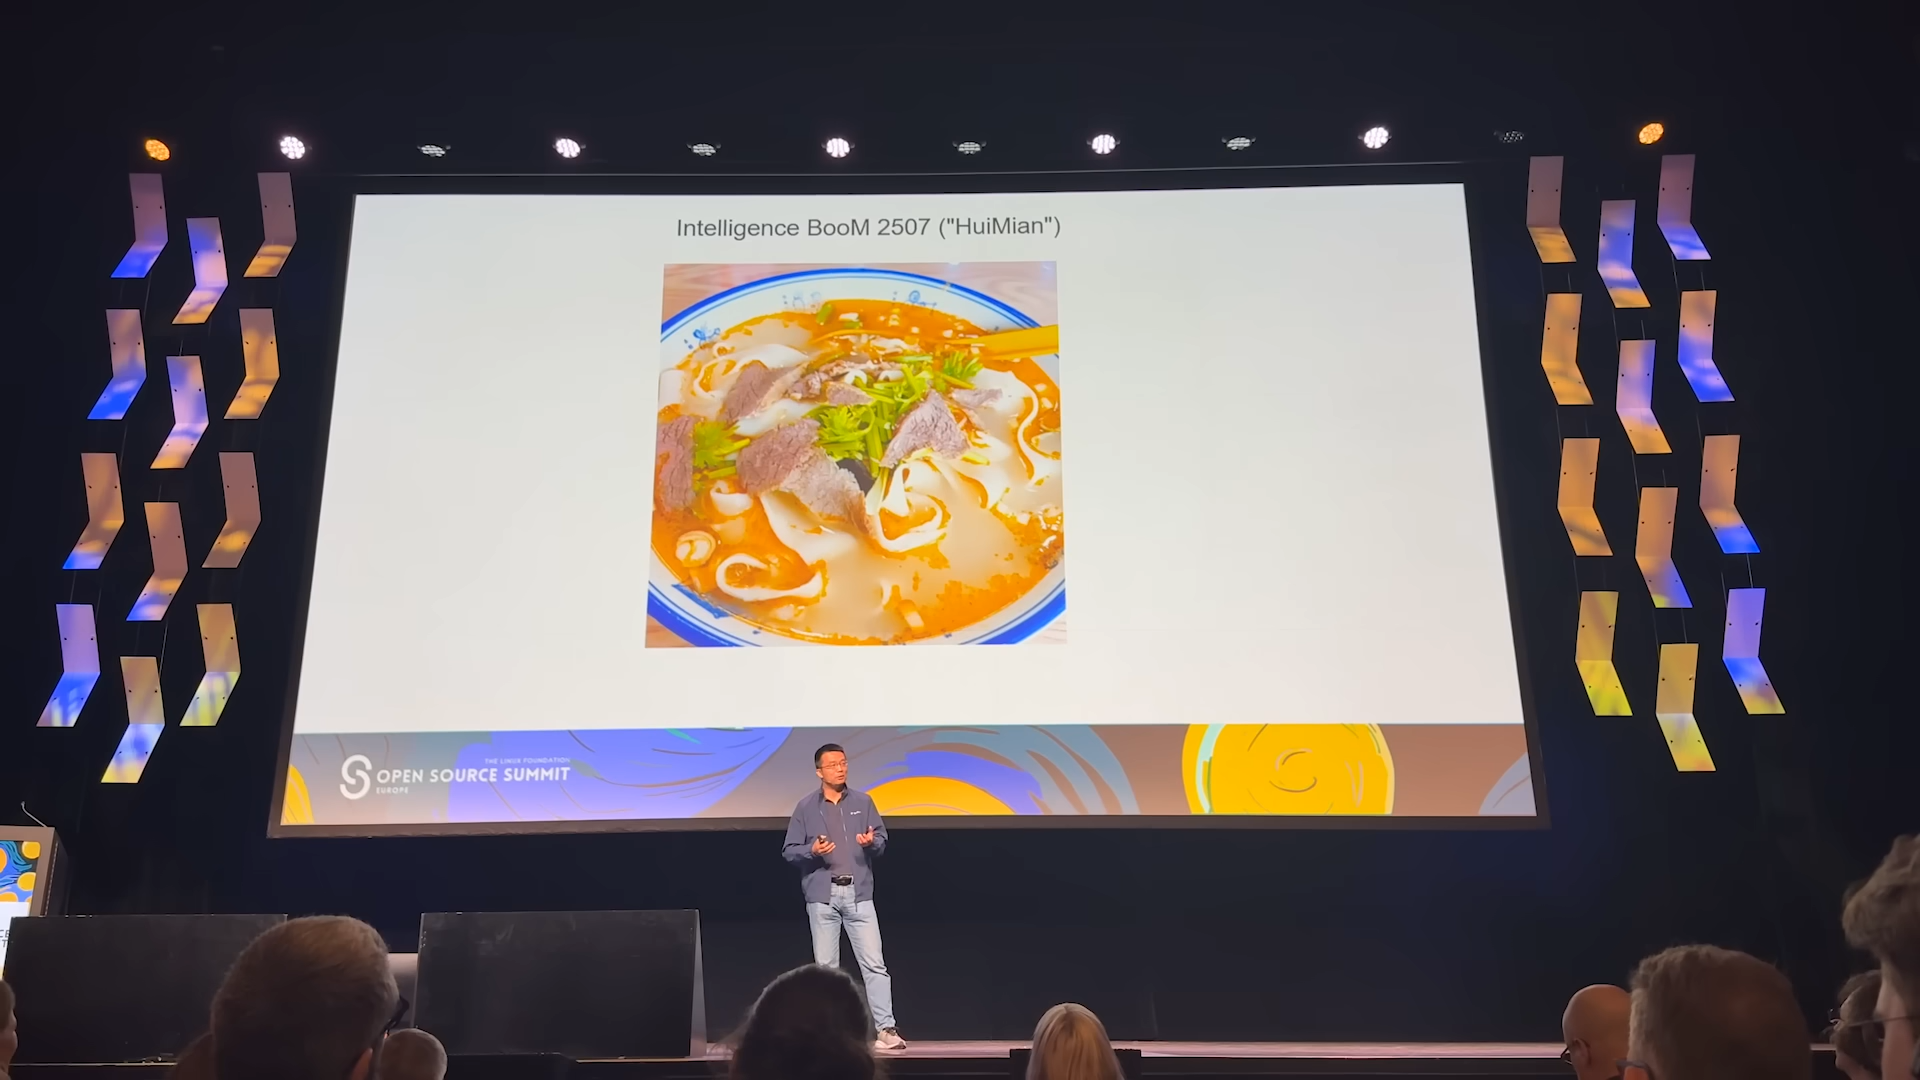 Intelligence BooM 2507 ("HuiMian")
THE LINUX FOUNDATION
OPEN SOURCE SUMMIT
EUROPE